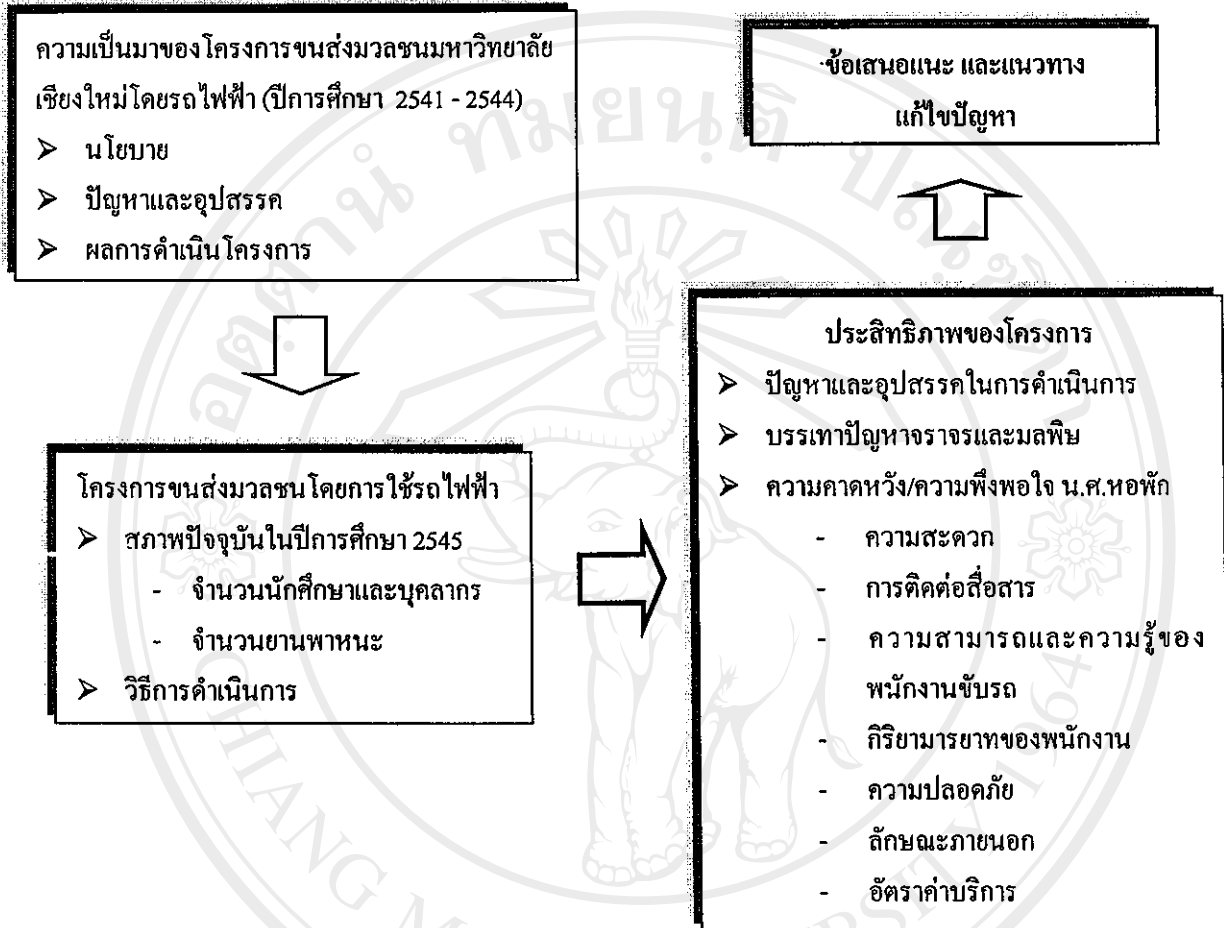 ความเป็นมาของโครงการขนส่งมวลชนมหาวิทยาลัย
เชียงใหม่โดยรถไฟฟ้า (ปีการศึกษา 2541 - 2544)
➢ นโยบาย
➢ ปัญหาและอุปสรรค
➢ ผลการดำเนินโครงการ
โครงการขนส่งมวลชนโดยการใช้รถไฟฟ้า
➢ สภาพปัจจุบันในปีการศึกษา 2545
- จำนวนนักศึกษาและบุคลากร
- จำนวนยานพาหนะ
➢ วิธีการดำเนินการ
ประสิทธิภาพของโครงการ
➢ ปัญหาและอุปสรรคในการดำเนินการ
➢ บรรเทาปัญหาจราจรและมลพิษ
➢ ความคาดหวัง/ความพึงพอใจ น.ศ.หอพัก
- ความสะดวก
- การติดต่อสื่อสาร
- ความสามารถและความรู้ของ
พนักงานขับรถ
- กิริยามารยาทของพนักงาน
- ความปลอดภัย
- ลักษณะภายนอก
- อัตราค่าบริการ
ข้อเสนอแนะ และแนวทาง
แก้ไขปัญหา
อตฺตานํ ทมยนฺติ ปณฺฑิตา
CHIANG M RSITY 1964